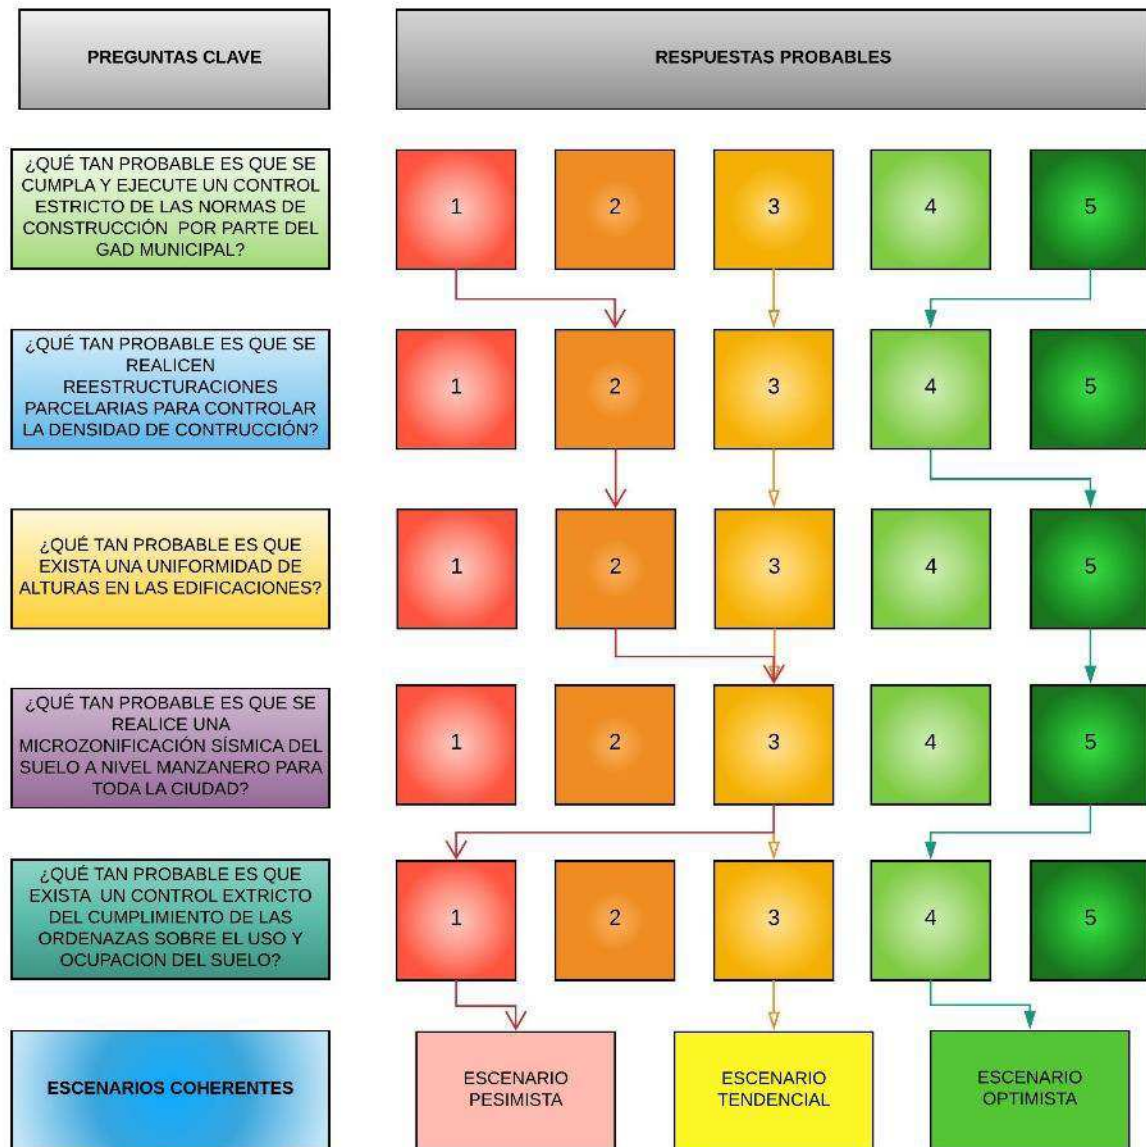 PREGUNTAS CLAVE
RESPUESTAS PROBABLES
¿QUÉ TAN PROBABLE ES QUE SE
CUMPLA Y EJECUTE UN CONTROL
ESTRICTO DE LAS NORMAS DE
CONSTRUCCIÓN POR PARTE DEL
GAD MUNICIPAL?
1
2
3
4
5
¿QUÉ TAN PROBABLE ES QUE SE
REALICEN
REESTRUCTURACIONES
PARCELARIAS PARA CONTROLAR
LA DENSIDAD DE CONTRUCCIÓN?
1
2
3
4
5
¿QUÉ TAN PROBABLE ES QUE
EXISTA UNA UNIFORMIDAD DE
ALTURAS EN LAS EDIFICACIONES?
1
2
3
4
5
¿QUÉ TAN PROBABLE ES QUE SE
REALICE UNA
MICROZONIFICACIÓN SÍSMICA DEL
SUELO A NIVEL MANZANERO PARA
TODA LA CIUDAD?
1
2
3
4
5
¿QUÉ TAN PROBABLE ES QUE
EXISTA UN CONTROL EXTRICTO
DEL CUMPLIMIENTO DE LAS
ORDENAZAS SOBRE EL USO Y
OCUPACION DEL SUELO?
1
2
3
4
5
ESCENARIOS COHERENTES
ESCENARIO
PESIMISTA
ESCENARIO
TENDENCIAL
ESCENARIO
OPTIMISTA